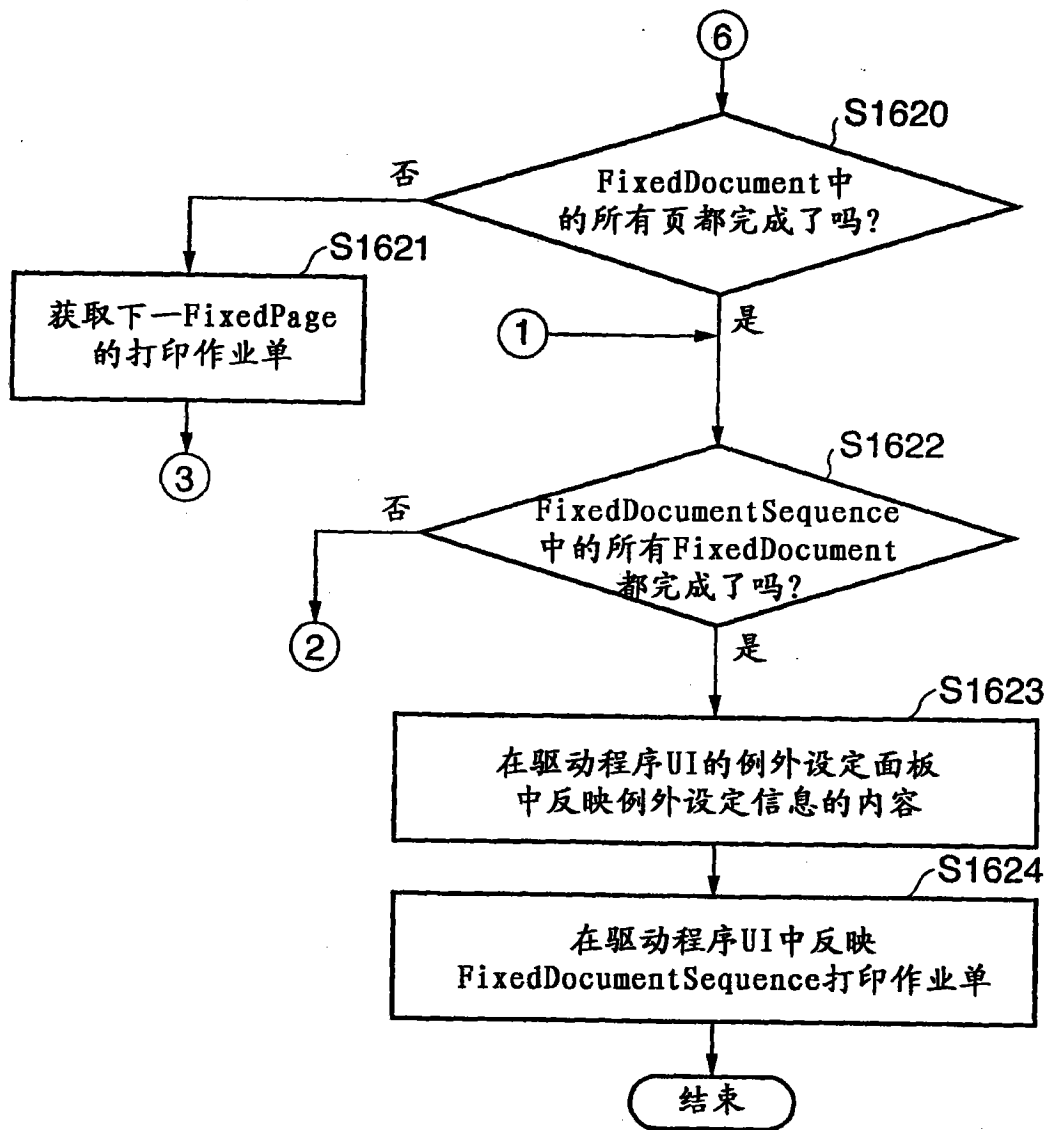 6
S1620
否
FixedDocument中
的所有页都完成了吗?
S1621
获取下一FixedPage
的打印作业单
是
1
3
S1622
否
FixedDocumentSequence
中的所有FixedDocument
都完成了吗?
2
是
S1623
在驱动程序UI的例外设定面板
中反映例外设定信息的内容
S1624
在驱动程序UI中反映
FixedDocumentSequence打印作业单
结束